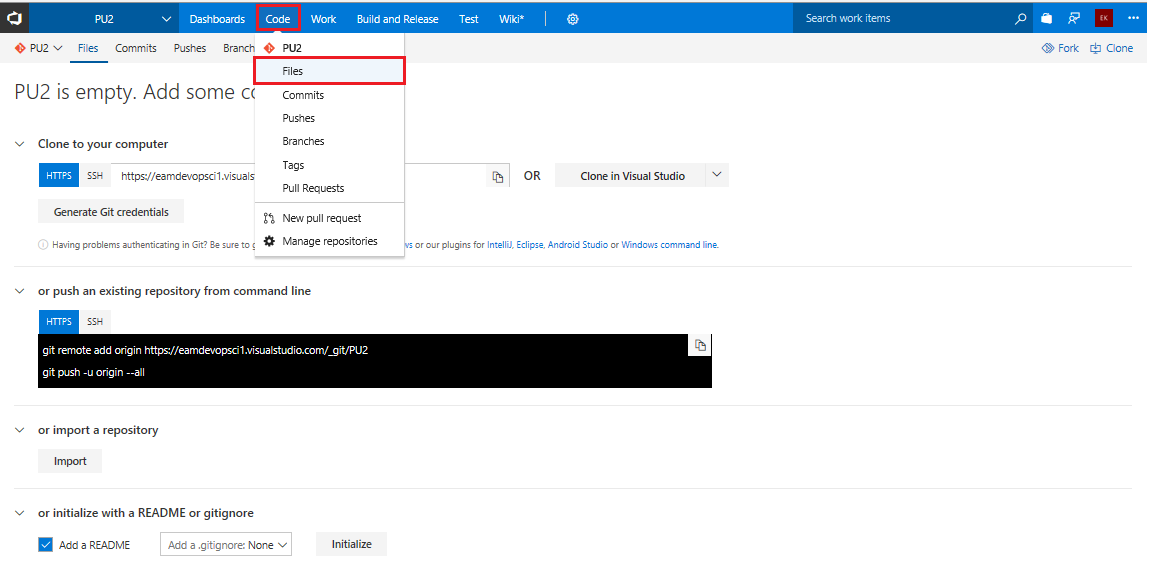 PU2 Dashboards Code Work Build and Release Test Wiki* Search work items EK
PU2 Files Commits Pushes Branch Fork Clone
PU2
Files
Commits
Pushes
Branches
Tags
Pull Requests
New pull request
Manage repositories
PU2 is empty. Add some co
Clone to your computer
HTTPS SSH https://eamdevopsci1.visuals OR Clone in Visual Studio
Generate Git credentials
Having problems authenticating in Git? Be sure to g ws or our plugins for IntelliJ, Eclipse, Android Studio or Windows command line.
or push an existing repository from command line
HTTPS SSH
git remote add origin https://eamdevopsci1.visualstudio.com/_git/PU2
git push -u origin --all
or import a repository
Import
or initialize with a README or gitignore
Add a README Add a .gitignore: None Initialize